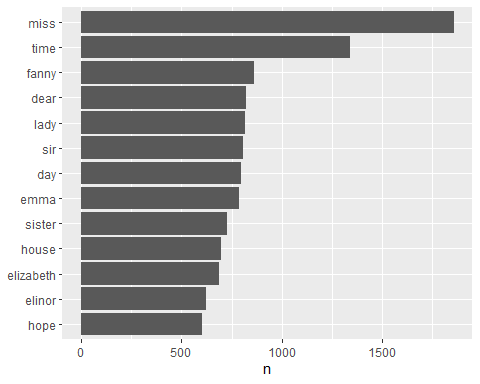 miss
time
fanny
dear
lady
sir
day
emma
sister
house
elizabeth
elinor
hope
0 500 1000 1500
n